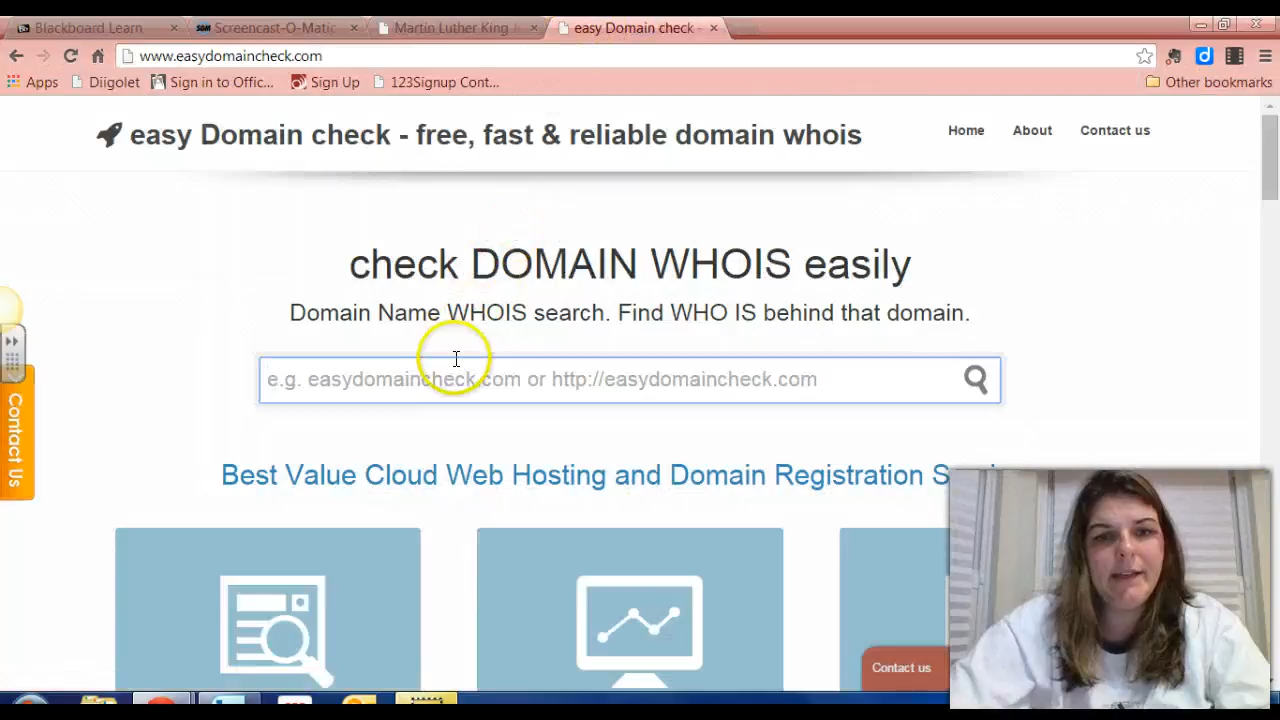 Blackboard Learn
Screencast-O-Matic
Martin Luther King
easy Domain check -
www.easydomaincheck.com
Apps
Diigolet
Sign in to Offic...
Sign Up
123Signup Cont...
Other bookmarks
easy Domain check - free, fast & reliable domain whois
Home
About
Contact us
check DOMAIN WHOIS easily
Domain Name WHOIS search. Find WHO IS behind that domain.
e.g. easydomaincheck.com or http://easydomaincheck.com
Contact Us
Best Value Cloud Web Hosting and Domain Registration S
Contact us